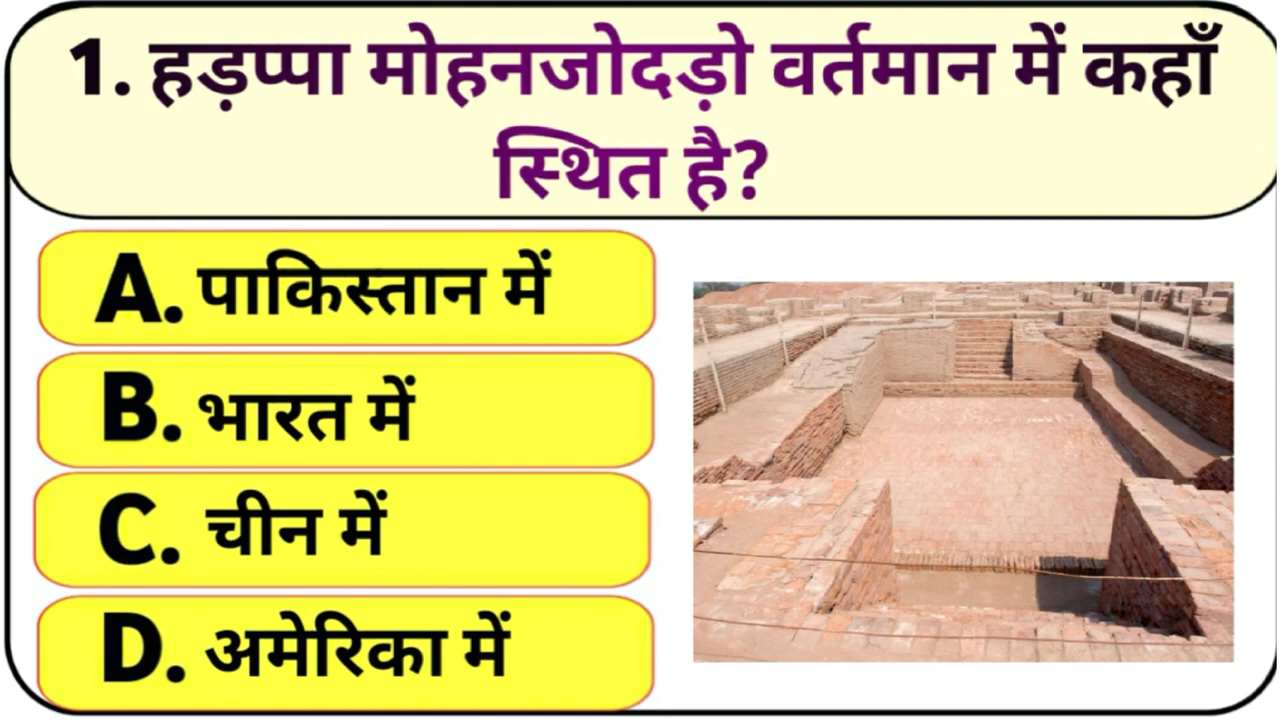 1. हड़प्पा मोहनजोदड़ो वर्तमान में कहाँ
स्थित है?
A. पाकिस्तान में
B. भारत में
C. चीन में
D. अमेरिका में